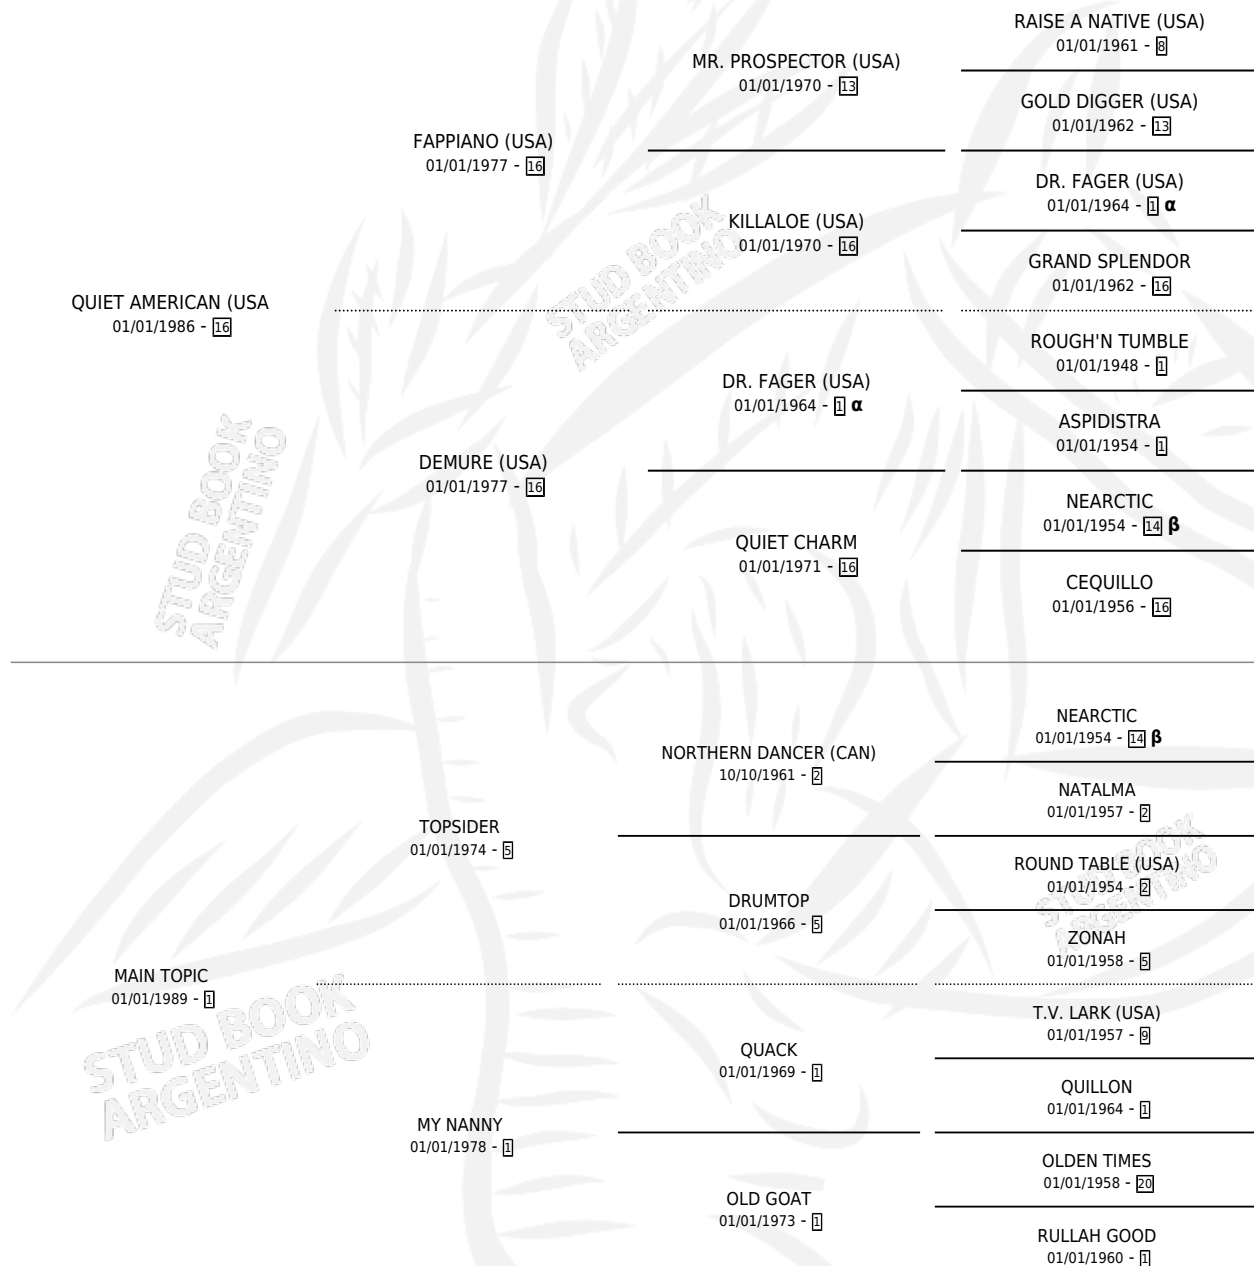 QUIET AMERICAN (USA
01/01/1986 - 16
FAPPIANO (USA)
01/01/1977 - 16
MR. PROSPECTOR (USA)
01/01/1970 - 13
RAISE A NATIVE (USA)
01/01/1961 - 8
GOLD DIGGER (USA)
01/01/1962 - 13
KILLALOE (USA)
01/01/1970 - 16
DR. FAGER (USA)
01/01/1964 - 1 α
GRAND SPLENDOR
01/01/1962 - 16
DEMURE (USA)
01/01/1977 - 16
DR. FAGER (USA)
01/01/1964 - 1 α
ROUGH'N TUMBLE
01/01/1948 - 1
ASPIDISTRA
01/01/1954 - 1
QUIET CHARM
01/01/1971 - 16
NEARCTIC
01/01/1954 - 14 β
CEQUILLO
01/01/1956 - 16
STUD BOOK
ARGENTINO
STUD BOOK
ARGENTINO
MAIN TOPIC
01/01/1989 - 1
TOPSIDER
01/01/1974 - 5
NORTHERN DANCER (CAN)
10/10/1961 - 2
NEARCTIC
01/01/1954 - 14 β
NATALMA
01/01/1957 - 2
DRUMTOP
01/01/1966 - 5
ROUND TABLE (USA)
01/01/1954 - 2
ZONAH
01/01/1958 - 5
MY NANNY
01/01/1978 - 1
QUACK
01/01/1969 - 1
T.V. LARK (USA)
01/01/1957 - 9
QUILLON
01/01/1964 - 1
OLD GOAT
01/01/1973 - 1
OLDEN TIMES
01/01/1958 - 20
RULLAH GOOD
01/01/1960 - 1
STUD BOOK
ARGENTINO
STUD BOOK
ARGENTINO